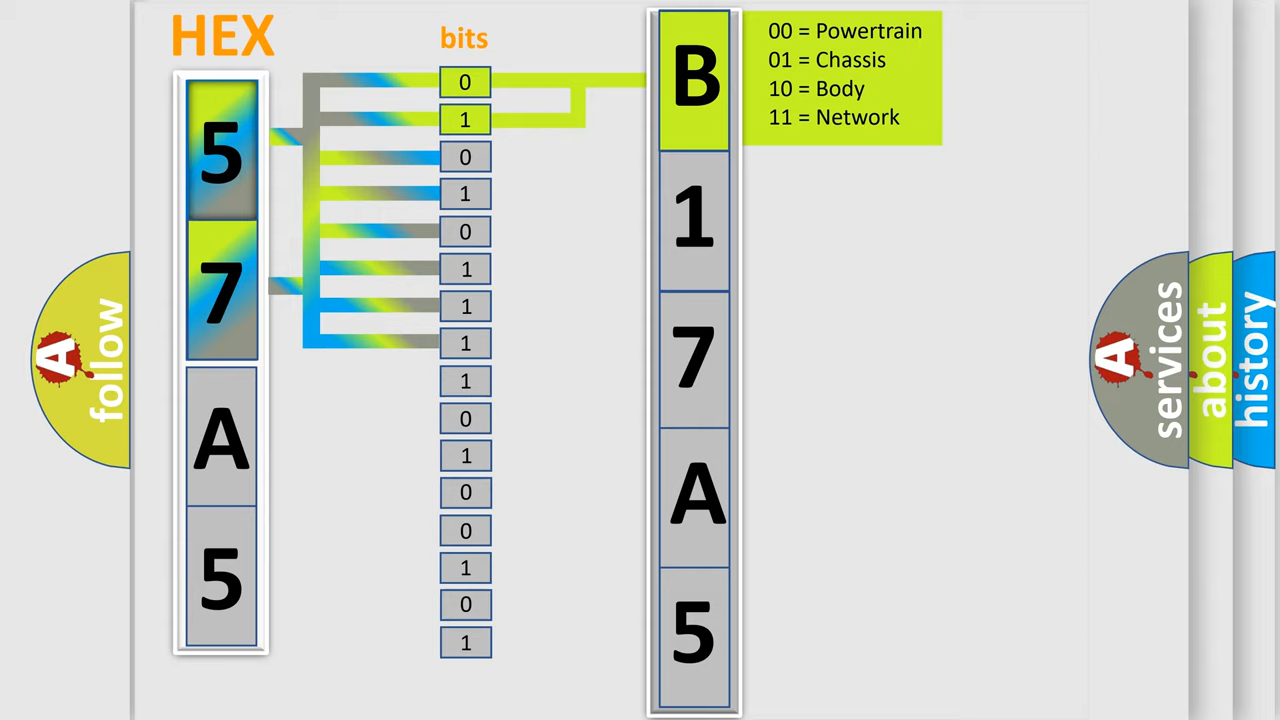 HEX
5
7
A
5
bits
0
1
0
1
0
1
1
1
1
0
1
0
0
1
0
1
B
1
7
A
5
00 = Powertrain
01 = Chassis
10 = Body
11 = Network
A
follow
A
services
about
history